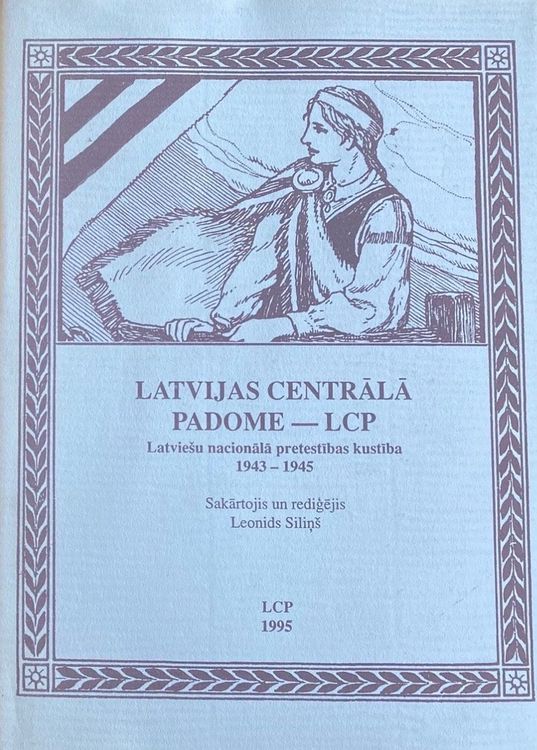 LATVIJAS CENTRĀLĀ
PADOME — LCP
Latviešu nacionālā pretestības kustība
1943 – 1945
Sakārtojis un rediģējis
Leonids Siliņš
LCP
1995